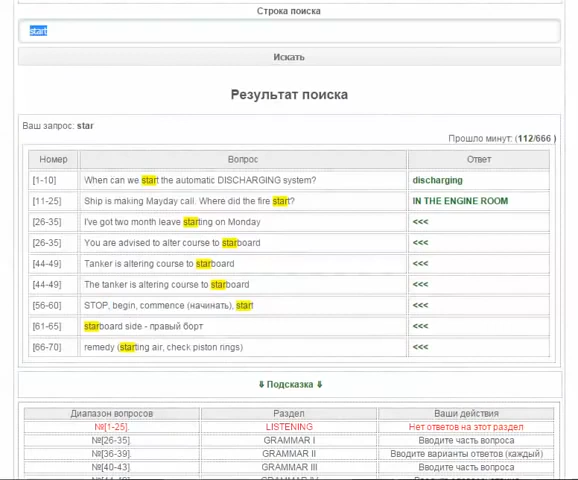 Строка поиска
start
Искать
Результат поиска
Ваш запрос: star
Прошло минут: (112/666 )
Номер Вопрос Ответ
[1-10] When can we start the automatic DISCHARGING system? discharging
[11-25] Ship is making Mayday call. Where did the fire start? IN THE ENGINE ROOM
[26-35] I've got two month leave starting on Monday <<<
[26-35] You are advised to alter course to starboard <<<
[44-49] Tanker is altering course to starboard <<<
[44-49] The tanker is altering course to starboard <<<
[56-60] STOP, begin, commence (начинать), start <<<
[61-65] starboard side - правый борт <<<
[66-70] remedy (starting air, check piston rings) <<<
⇓ Подсказка ⇓
Диапазон вопросов Раздел Ваши действия
№[1-25]. LISTENING Нет ответов на этот раздел
№[26-35]. GRAMMAR I Вводите часть вопроса
№[36-39]. GRAMMAR II Вводите варианты ответов (каждый)
№[40-43] GRAMMAR III Вводите часть вопроса